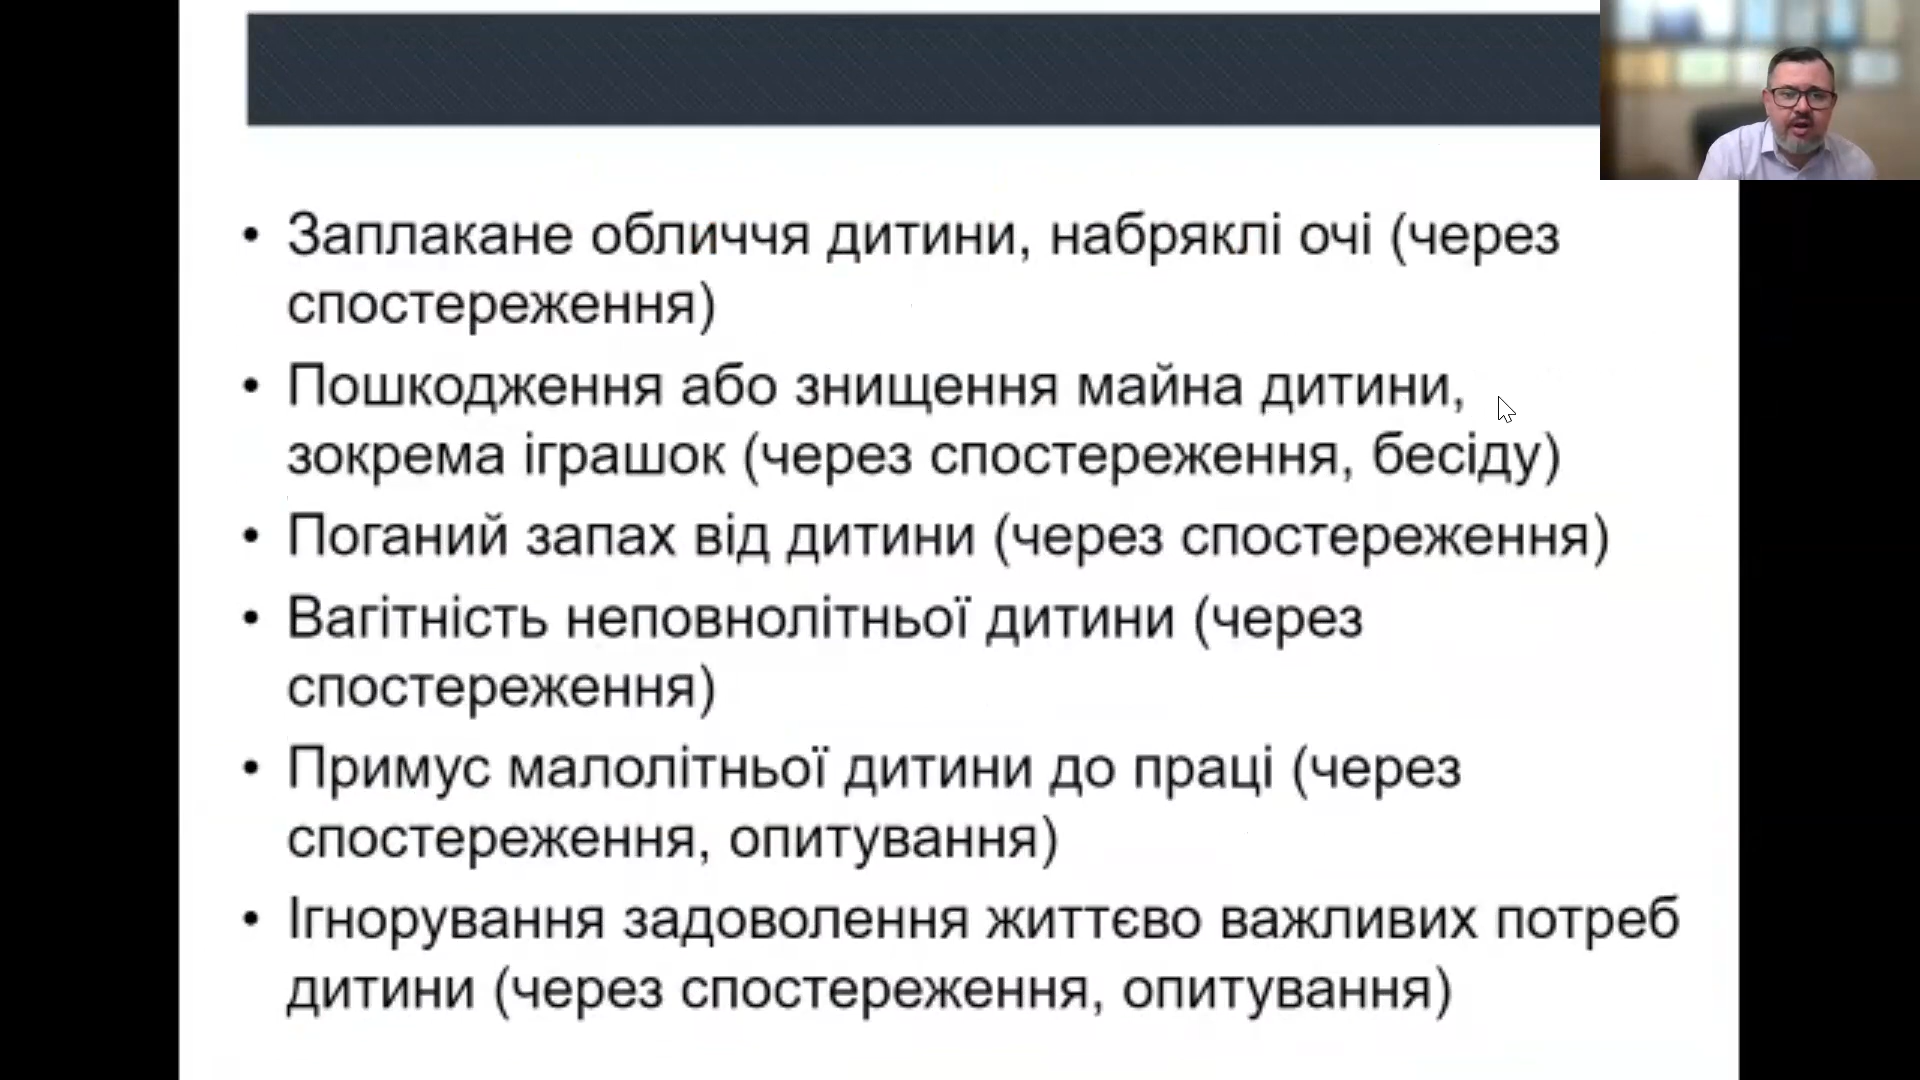 • Заплакане обличчя дитини, набряклі очі (через
спостереження)
• Пошкодження або знищення майна дитини,
зокрема іграшок (через спостереження, бесіду)
• Поганий запах від дитини (через спостереження)
• Вагітність неповнолітньої дитини (через
спостереження)
• Примус малолітньої дитини до праці (через
спостереження, опитування)
• Ігнорування задоволення життєво важливих потреб
дитини (через спостереження, опитування)